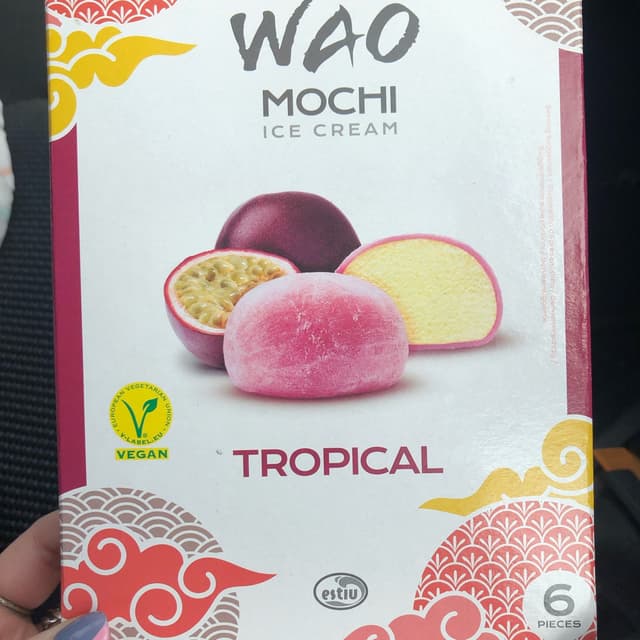 WAO
MOCHI
ICE CREAM
EUROPEAN VEGETARIAN UNION
V-LABEL.EU
VEGAN
TROPICAL
estiu
6
PIECES